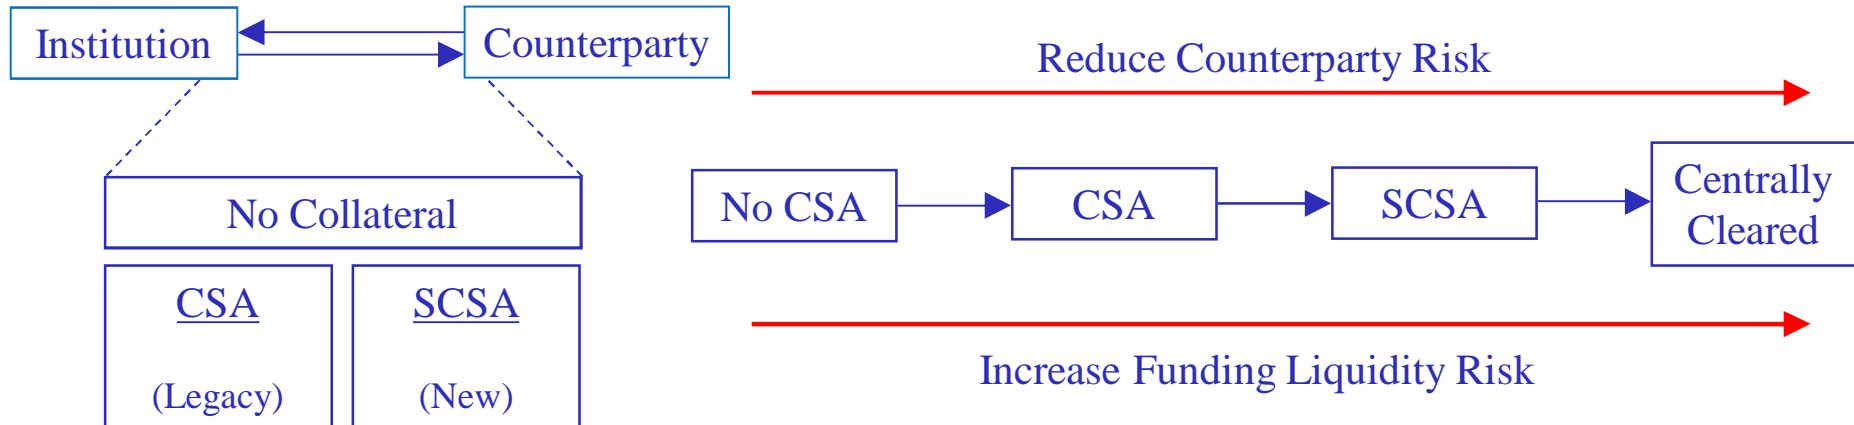 Institution
Counterparty
No Collateral
CSA
(Legacy)
SCSA
(New)
Reduce Counterparty Risk
No CSA
CSA
SCSA
Centrally
Cleared
Increase Funding Liquidity Risk